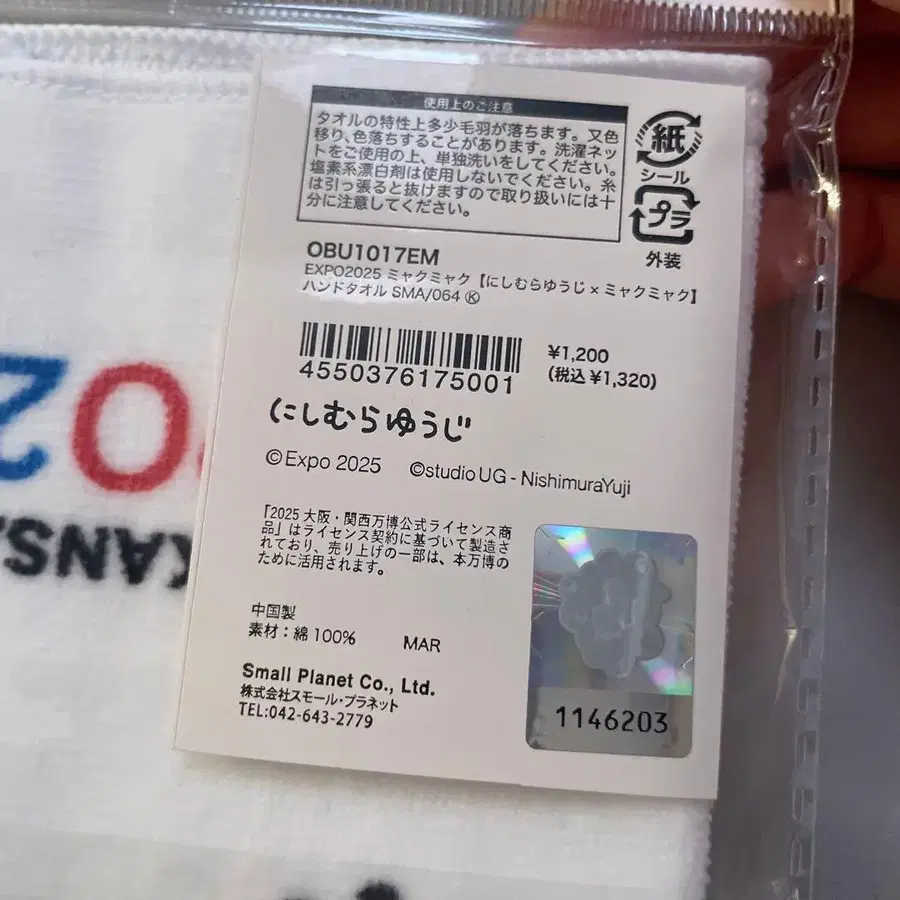 使用上のご注意
タオルの特性上多少毛羽が落ちます。又色
移り、色落ちすることがあります。洗濯ネッ
トをご使用の上、単独洗いをしてください。
塩素系漂白剤は使用しないでください。糸
は引っ張ると抜けますので取り扱いには十
分に注意してください。
紙
シール
プラ
外装
OBU1017EM
EXPO2025 ミャクミャク【にしむらゆうじ×ミャクミャク】
ハンドタオル SMA/064 Ⓚ
4550376175001
¥1,200
(税込 ¥1,320)
にしむらゆうじ
©Expo 2025 ©studio UG - NishimuraYuji
「2025 大阪・関西万博公式ライセンス商
品」はライセンス契約に基づいて製造さ
れており、売り上げの一部は、本万博の
ために活用されます。
中国製
素材：綿 100% MAR
Small Planet Co., Ltd.
株式会社スモール・プラネット
TEL:042-643-2779
1146203